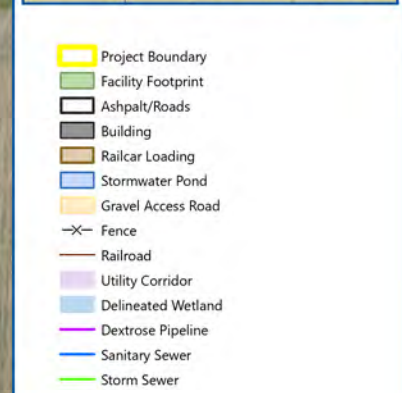 Project Boundary
Facility Footprint
Ashpalt/Roads
Building
Railcar Loading
Stormwater Pond
Gravel Access Road
Fence
Railroad
Utility Corridor
Delineated Wetland
Dextrose Pipeline
Sanitary Sewer
Storm Sewer